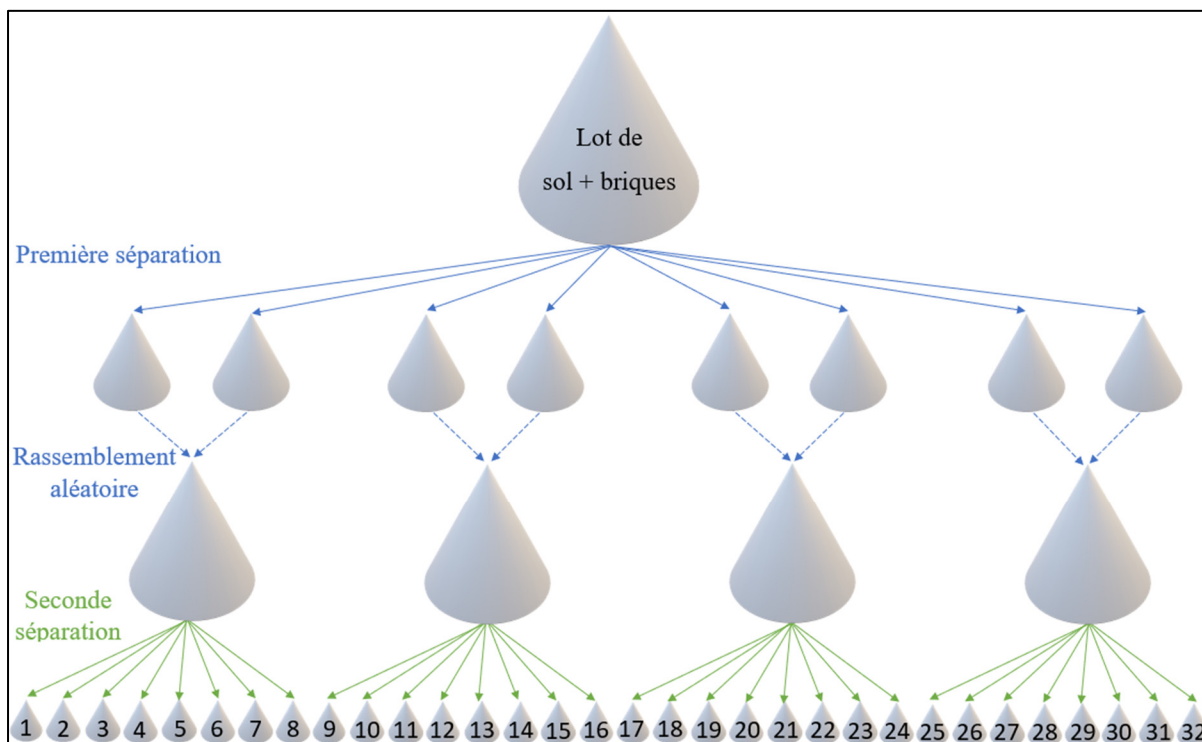 Lot de
sol + briques
Première séparation
Rassemblement
aléatoire
Seconde
séparation
1 2 3 4 5 6 7 8 9 10 11 12 13 14 15 16 17 18 19 20 21 22 23 24 25 26 27 28 29 30 31 32